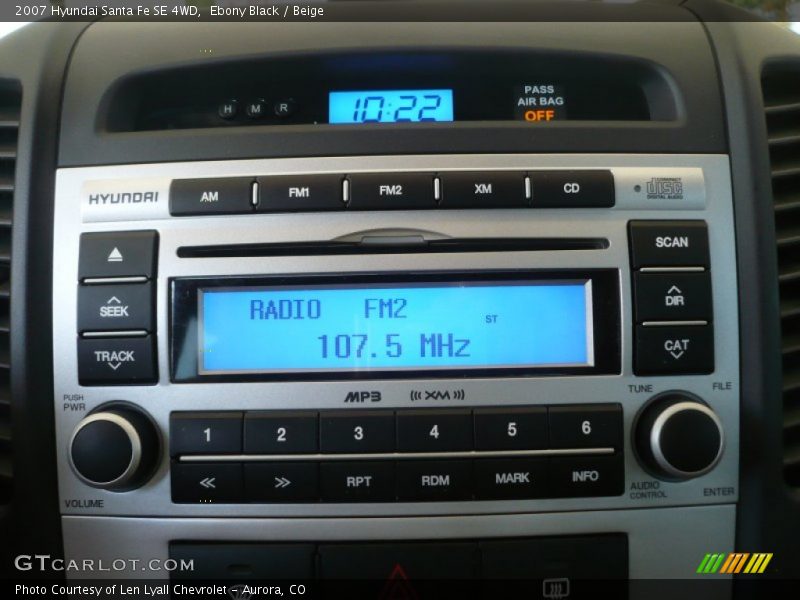 2007 Hyundai Santa Fe SE 4WD, Ebony Black / Beige
H M R
10:22
PASS
AIR BAG
OFF
HYUNDAI
AM FM1 FM2 XM CD
COMPACT
disc
DIGITAL AUDIO
SCAN
SEEK
DIR
TRACK
CAT
RADIO FM2
ST
107.5 MHz
PUSH
PWR
MP3 ((( XM )))
TUNE FILE
1 2 3 4 5 6
<< >> RPT RDM MARK INFO
VOLUME
AUDIO
CONTROL
ENTER
GTCARLOT.COM
Photo Courtesy of Len Lyall Chevrolet - Aurora, CO